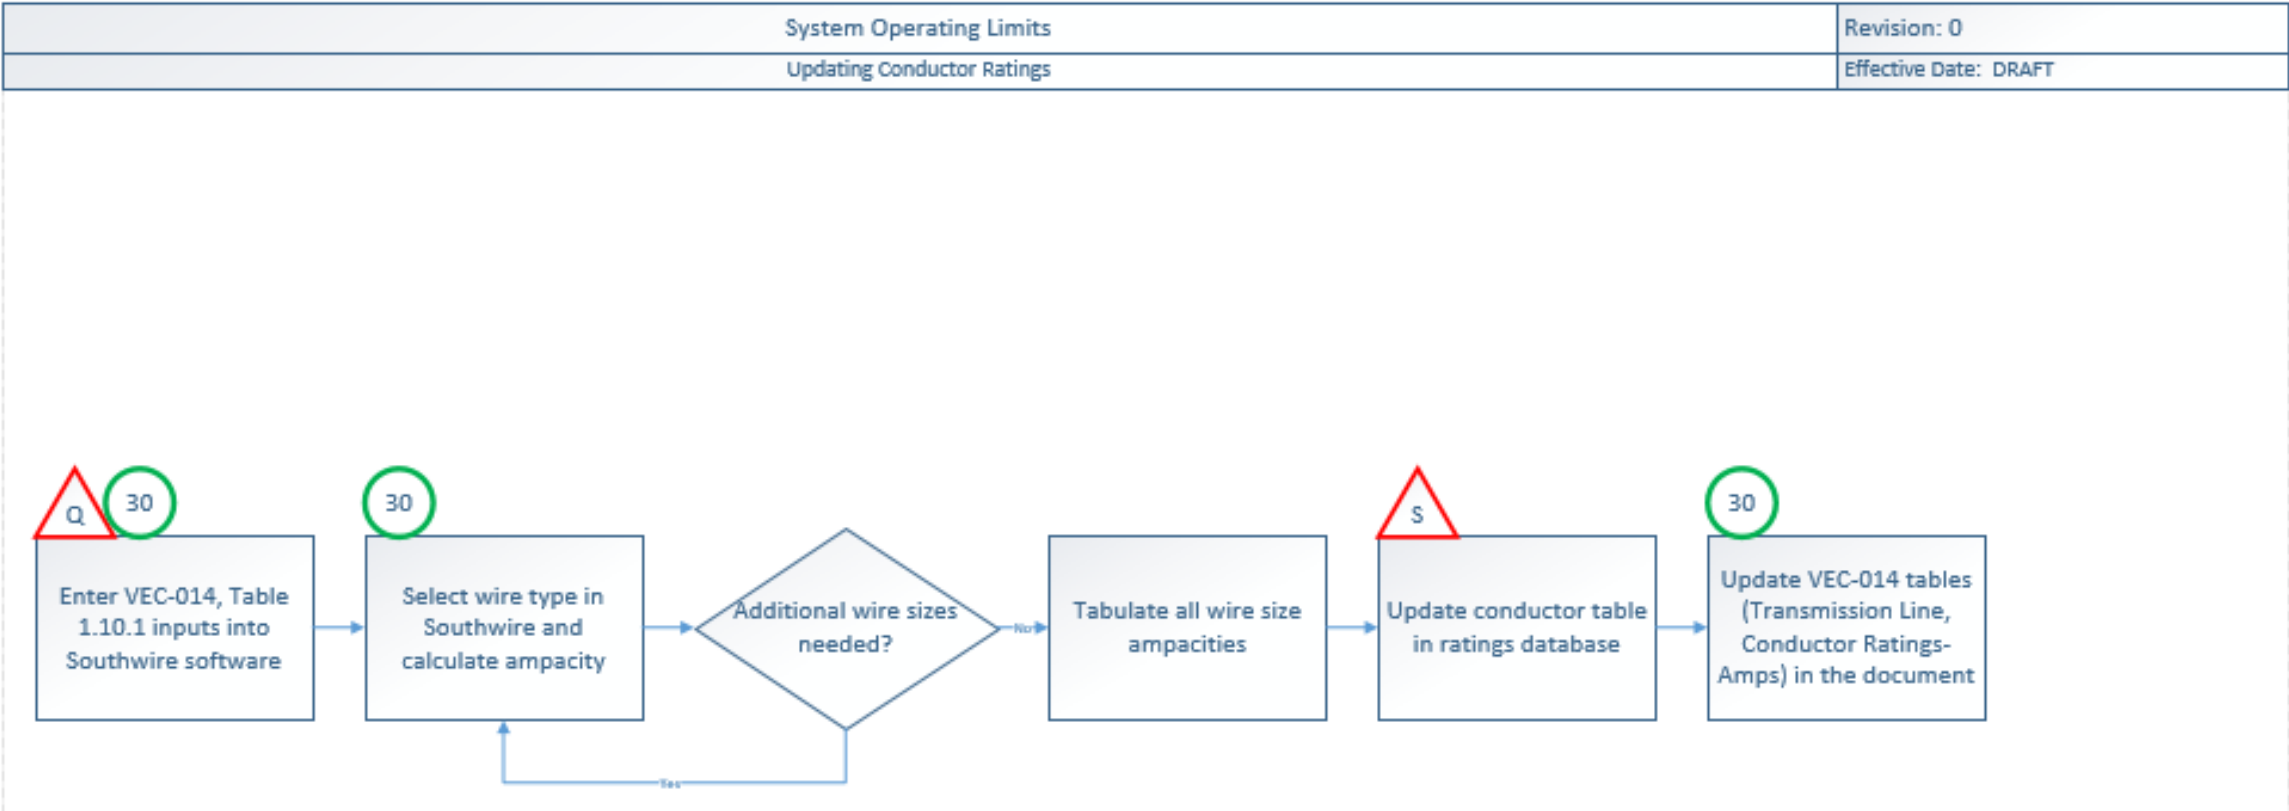 System Operating Limits
Revision: 0
Updating Conductor Ratings
Effective Date: DRAFT
Q
30
30
S
30
Enter VEC-014, Table
1.10.1 inputs into
Southwire software
Select wire type in
Southwire and
calculate ampacity
Additional wire sizes
needed?
No
Tabulate all wire size
ampacities
Update conductor table
in ratings database
Update VEC-014 tables
(Transmission Line,
Conductor Ratings-
Amps) in the document
Yes